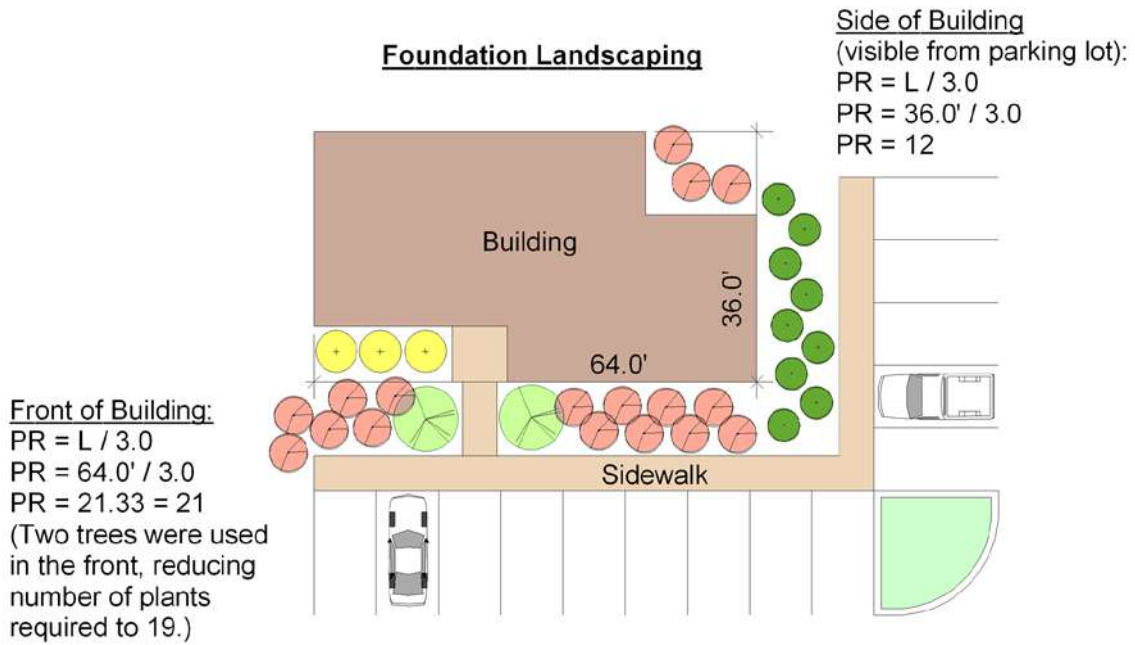 Foundation Landscaping
Side of Building
(visible from parking lot):
PR = L / 3.0
PR = 36.0' / 3.0
PR = 12
Building
36.0'
64.0'
Front of Building:
PR = L / 3.0
PR = 64.0' / 3.0
PR = 21.33 = 21
(Two trees were used
in the front, reducing
number of plants
required to 19.)
Sidewalk